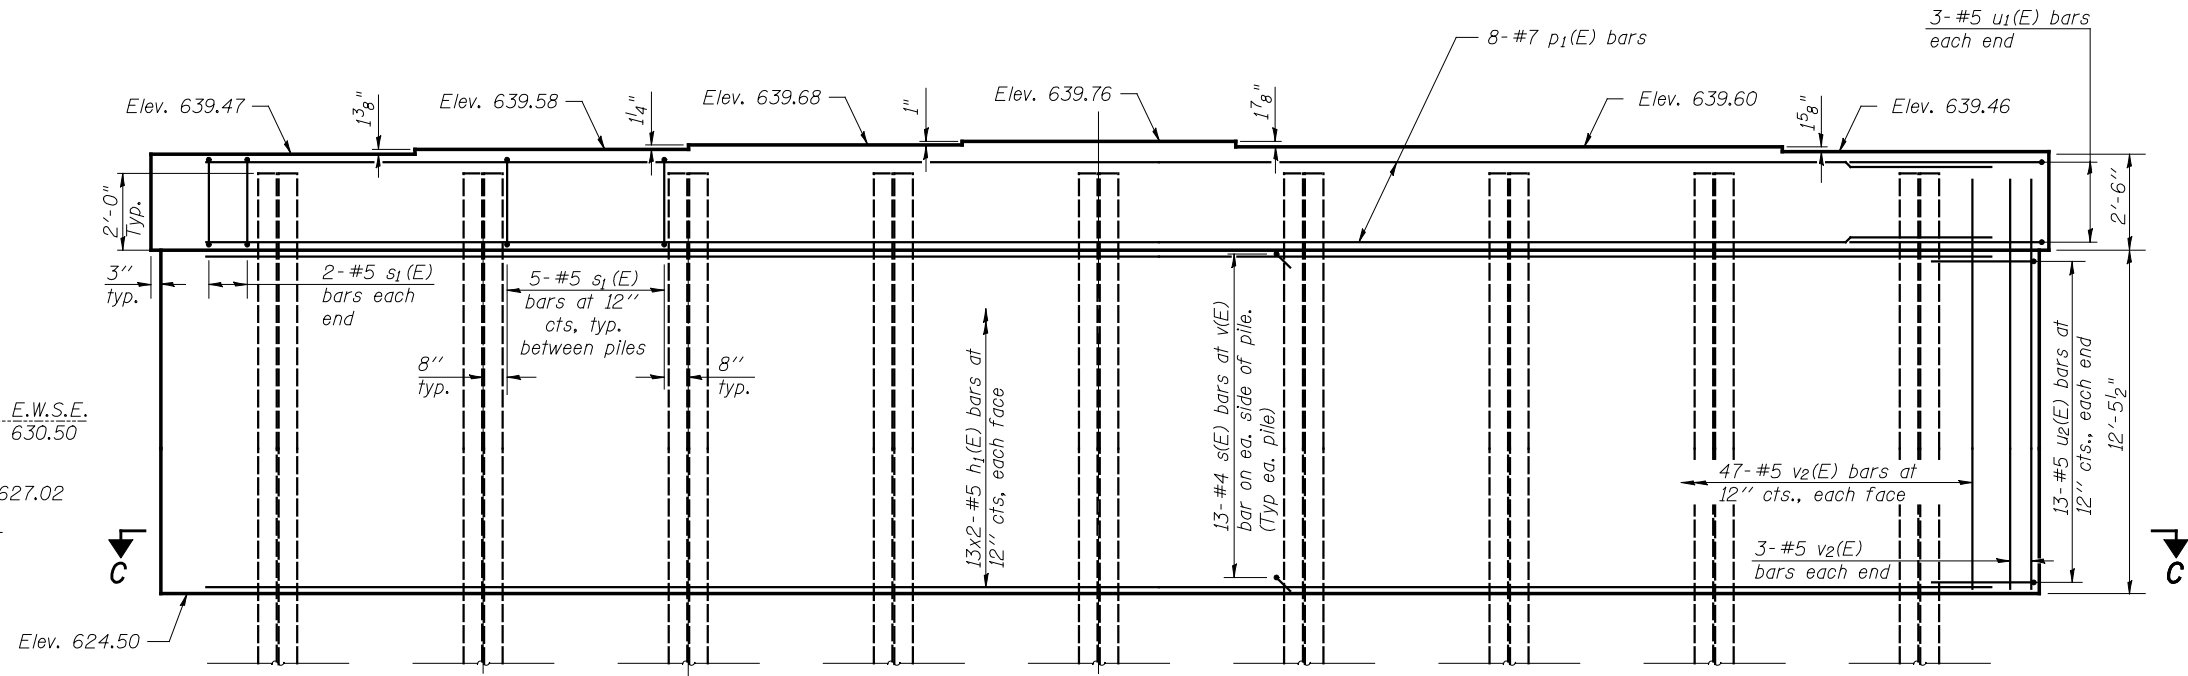 3-#5 u1(E) bars
each end
8-#7 p1(E) bars
Elev. 639.47
1 3/8"
Elev. 639.58
1 1/4"
Elev. 639.68
1"
Elev. 639.76
1 7/8"
Elev. 639.60
1 5/8"
Elev. 639.46
2'-0"
Typ.
2'-6"
3"
typ.
2-#5 s1(E)
bars each
end
5-#5 s1(E)
bars at 12"
cts, typ.
between piles
8"
typ.
8"
typ.
13x2-#5 h1(E) bars at
12" cts, each face
13-#4 s(E) bars at v(E)
bar on ea. side of pile.
(Typ ea. pile)
47-#5 v2(E) bars at
12" cts., each face
3-#5 v2(E)
bars each end
13-#5 u2(E) bars at
12" cts., each end
12'-5 1/2"
E.W.S.E.
630.50
627.02
C
C
Elev. 624.50